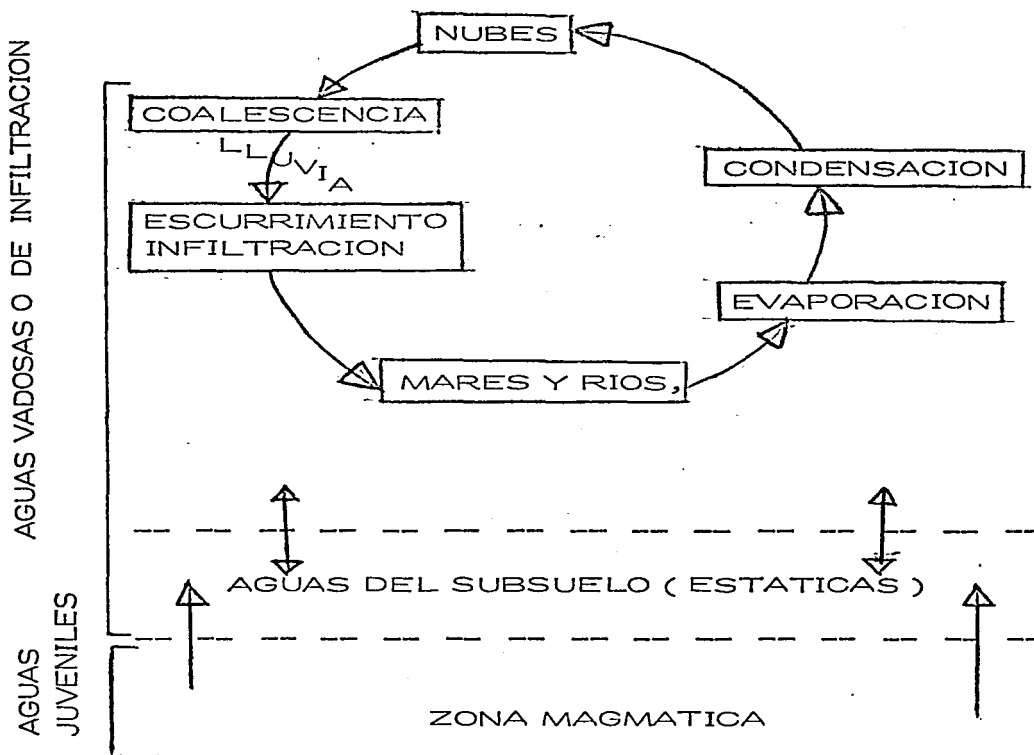 NUBES
COALESCENCIA
LLUVIA
ESCURRIMIENTO
INFILTRACION
MARES Y RIOS,
EVAPORACION
CONDENSACION
AGUAS DEL SUBSUELO ( ESTATICAS )
ZONA MAGMATICA
AGUAS VADOSAS O DE INFILTRACION
AGUAS
JUVENILES